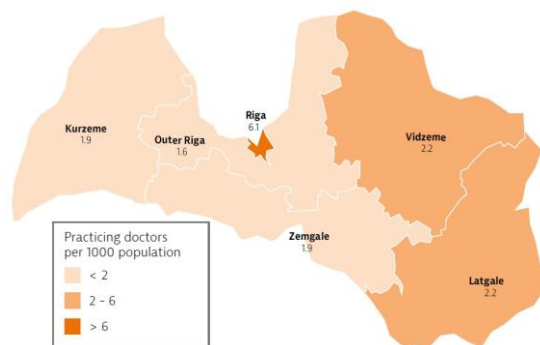 Riga
6.1
Kurzeme
1.9
Outer Riga
1.6
Vidzeme
2.2
Zemgale
1.9
Latgale
2.2
Practicing doctors
per 1000 population
< 2
2 - 6
> 6